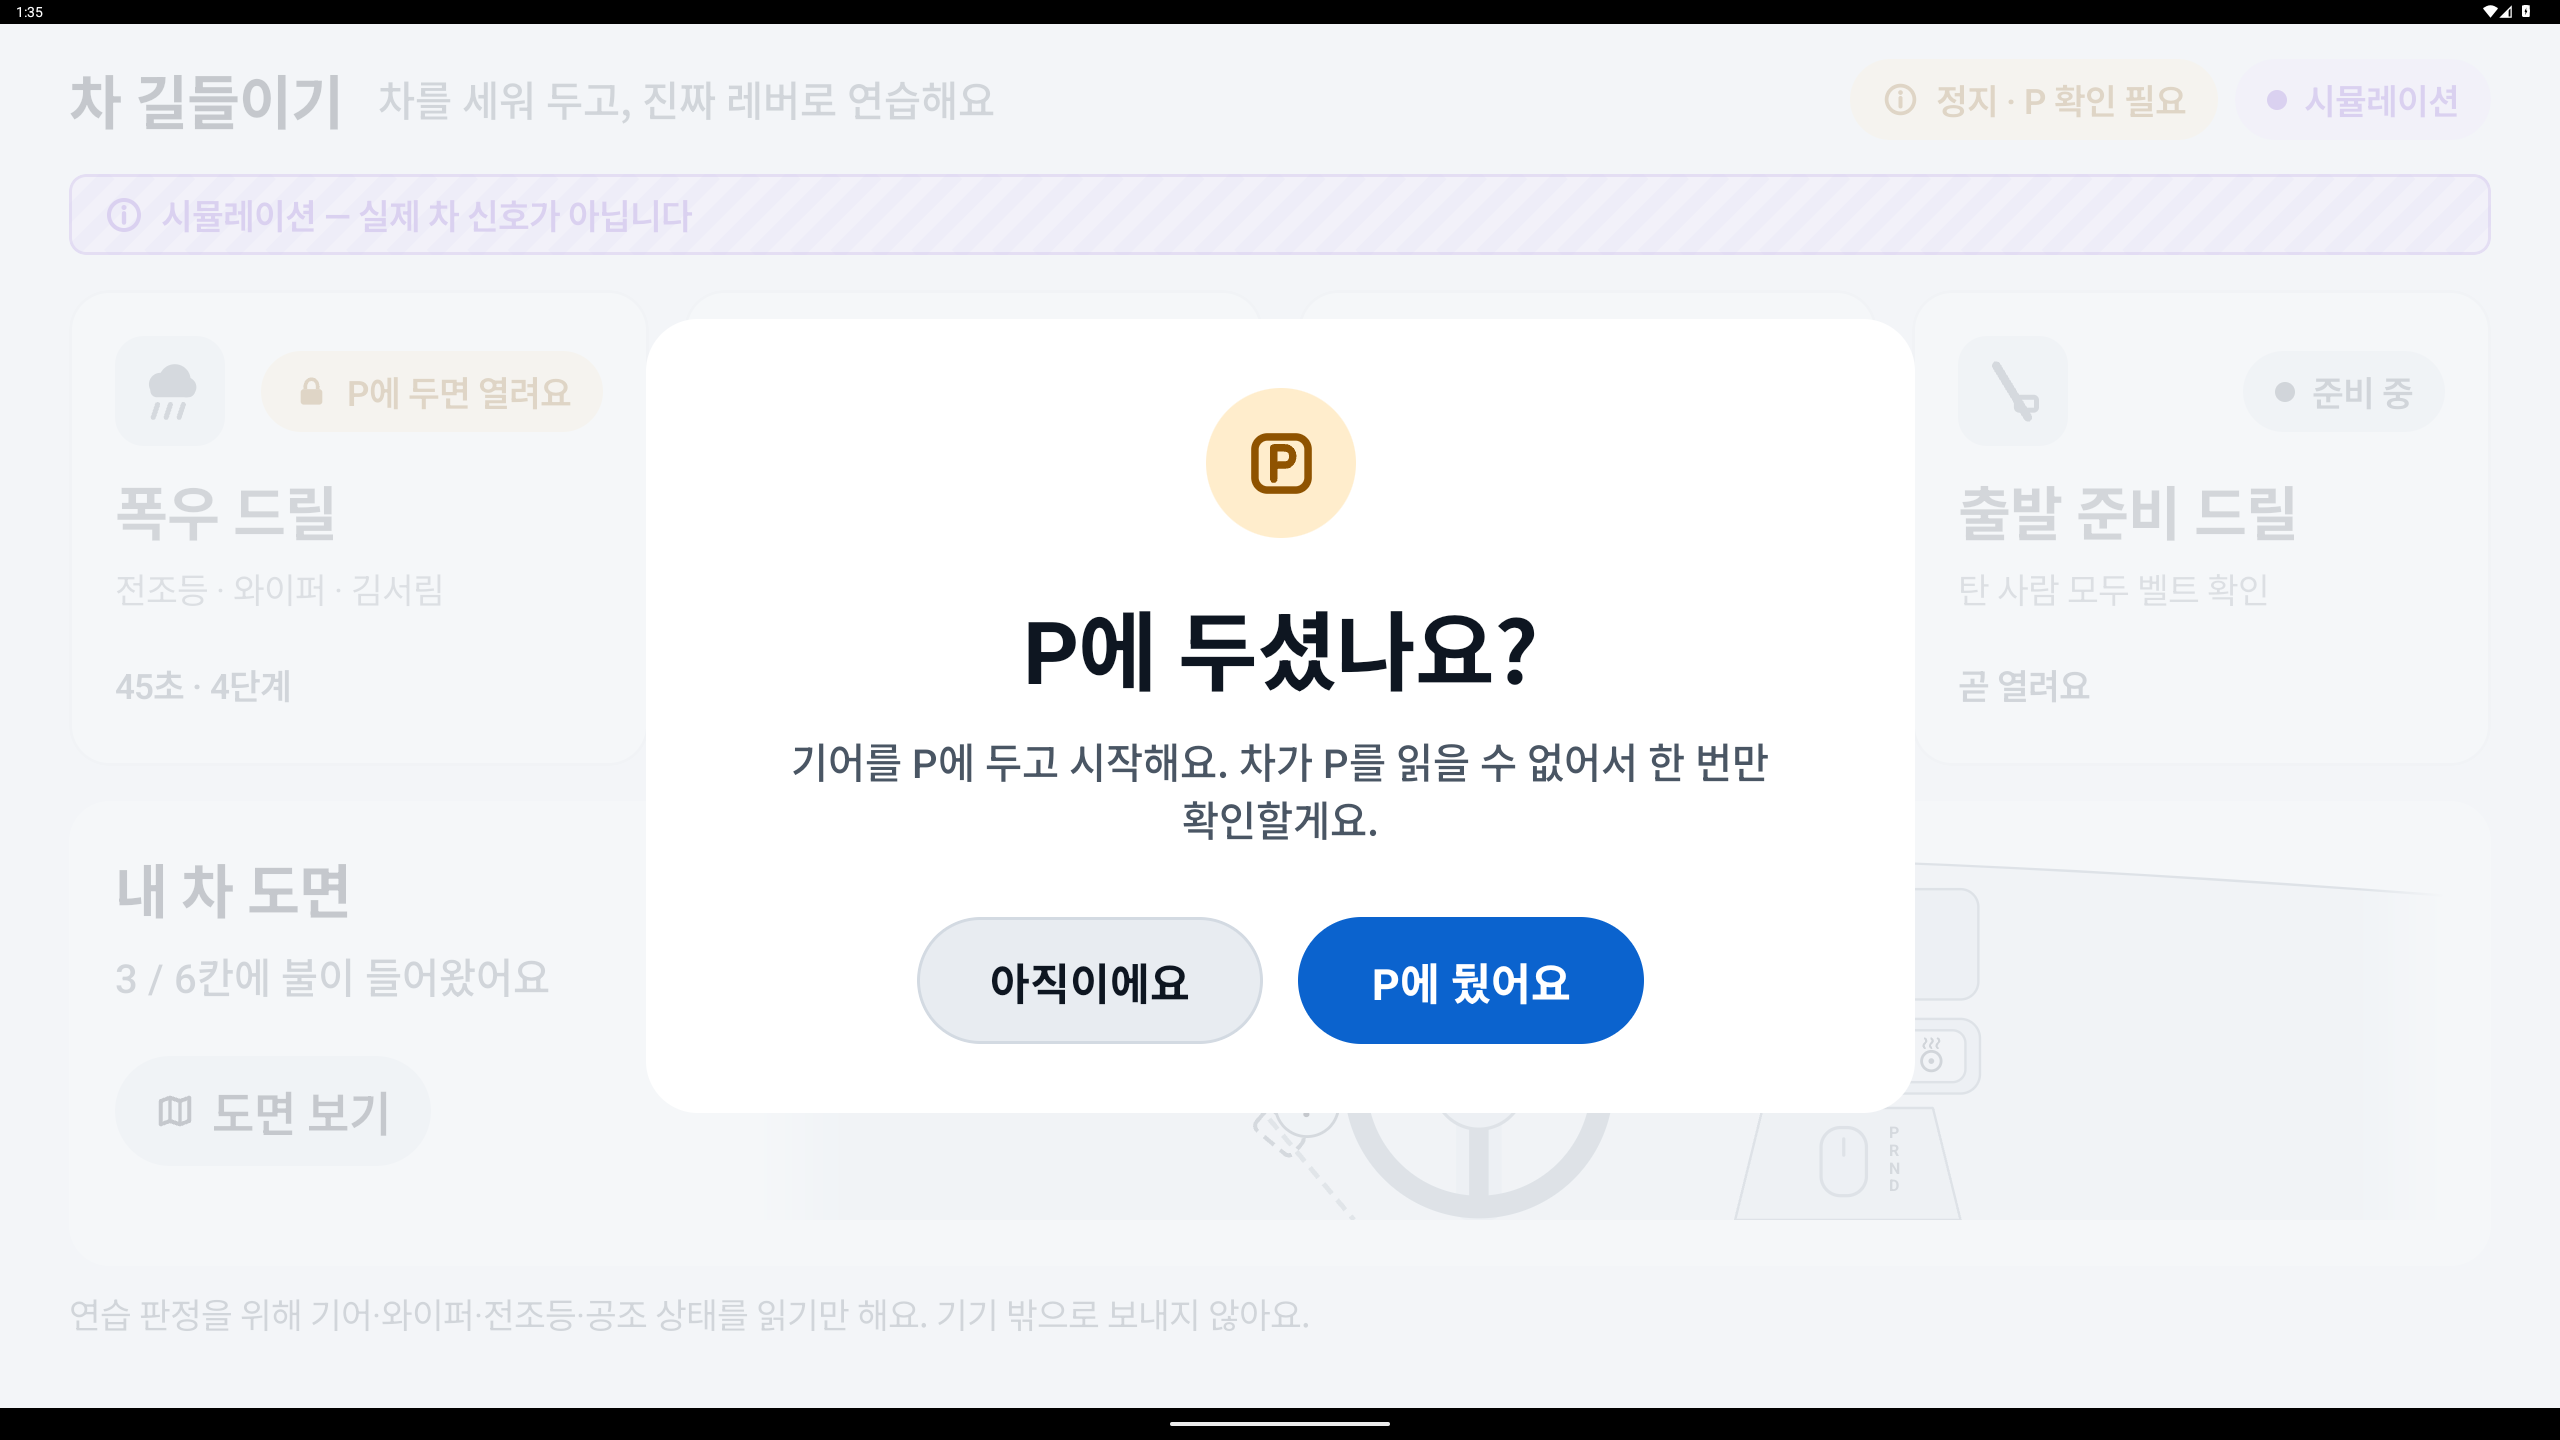 1:35
차 길들이기 차를 세워 두고, 진짜 레버로 연습해요
정지 · P 확인 필요
시뮬레이션
시뮬레이션 – 실제 차 신호가 아닙니다
P에 두면 열려요
폭우 드릴
전조등 · 와이퍼 · 김서림
45초 · 4단계
준비 중
출발 준비 드릴
탄 사람 모두 벨트 확인
곧 열려요
P
P에 두셨나요?
기어를 P에 두고 시작해요. 차가 P를 읽을 수 없어서 한 번만
확인할게요.
아직이에요
P에 뒀어요
내 차 도면
3 / 6칸에 불이 들어왔어요
도면 보기
P
R
N
D
연습 판정을 위해 기어·와이퍼·전조등·공조 상태를 읽기만 해요. 기기 밖으로 보내지 않아요.